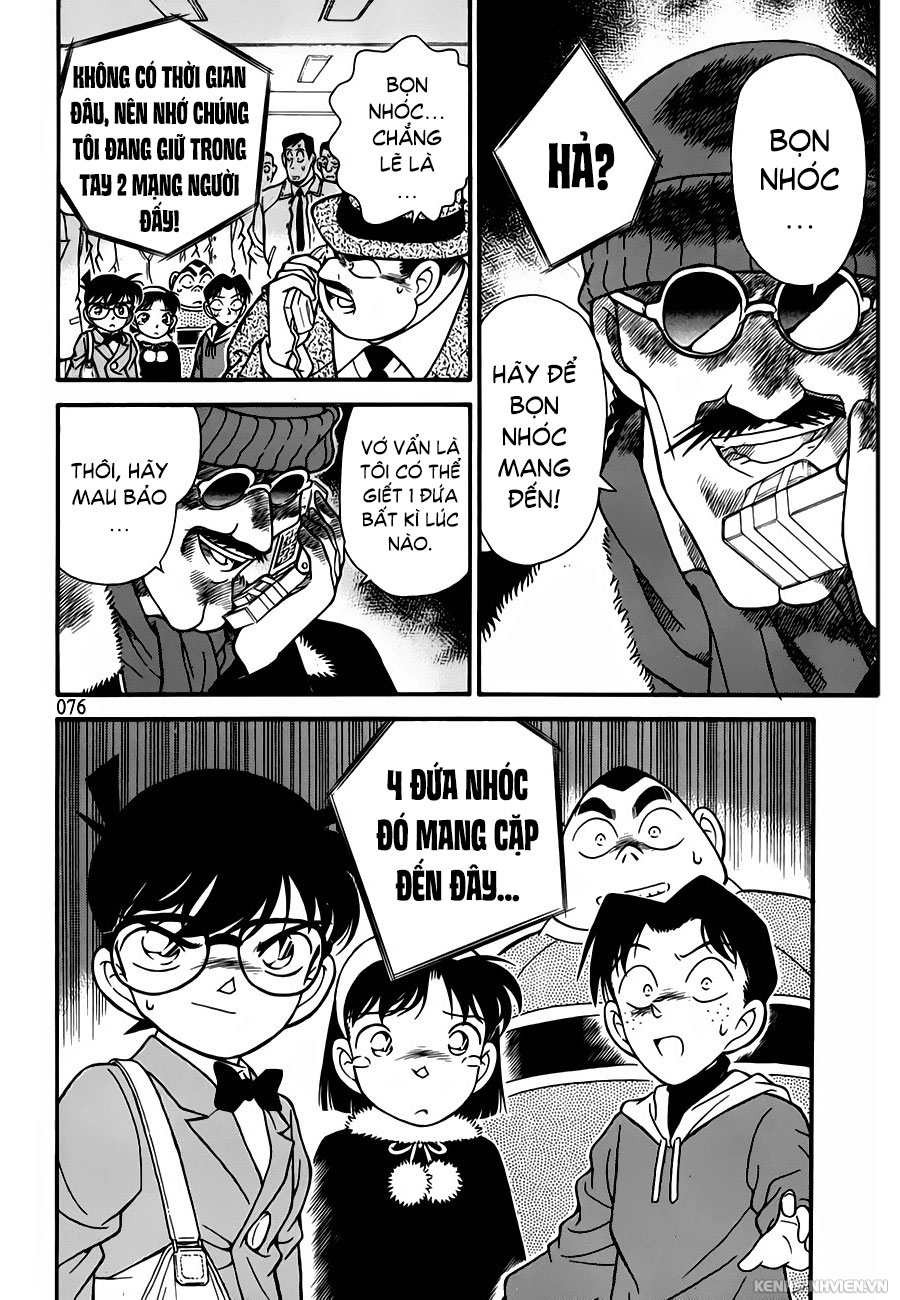 BỌN
NHÓC
...
HẢ?
HÃY ĐỂ
BỌN
NHÓC
MANG
ĐẾN!
BỌN
NHÓC...
CHẲNG
LẼ LÀ
...
KHÔNG CÓ THỜI GIAN
ĐÂU, NÊN NHỚ CHÚNG
TÔI ĐANG GIỮ TRONG
TAY 2 MẠNG NGƯỜI
ĐẤY!
VỚ VẨN LÀ
TÔI CÓ THỂ
GIẾT 1 ĐỨA
BẤT KÌ LÚC
NÀO.
THÔI, HÃY
MAU BẢO
...
076
4 ĐỨA NHÓC
ĐÓ MANG CẶP
ĐẾN ĐÂY...